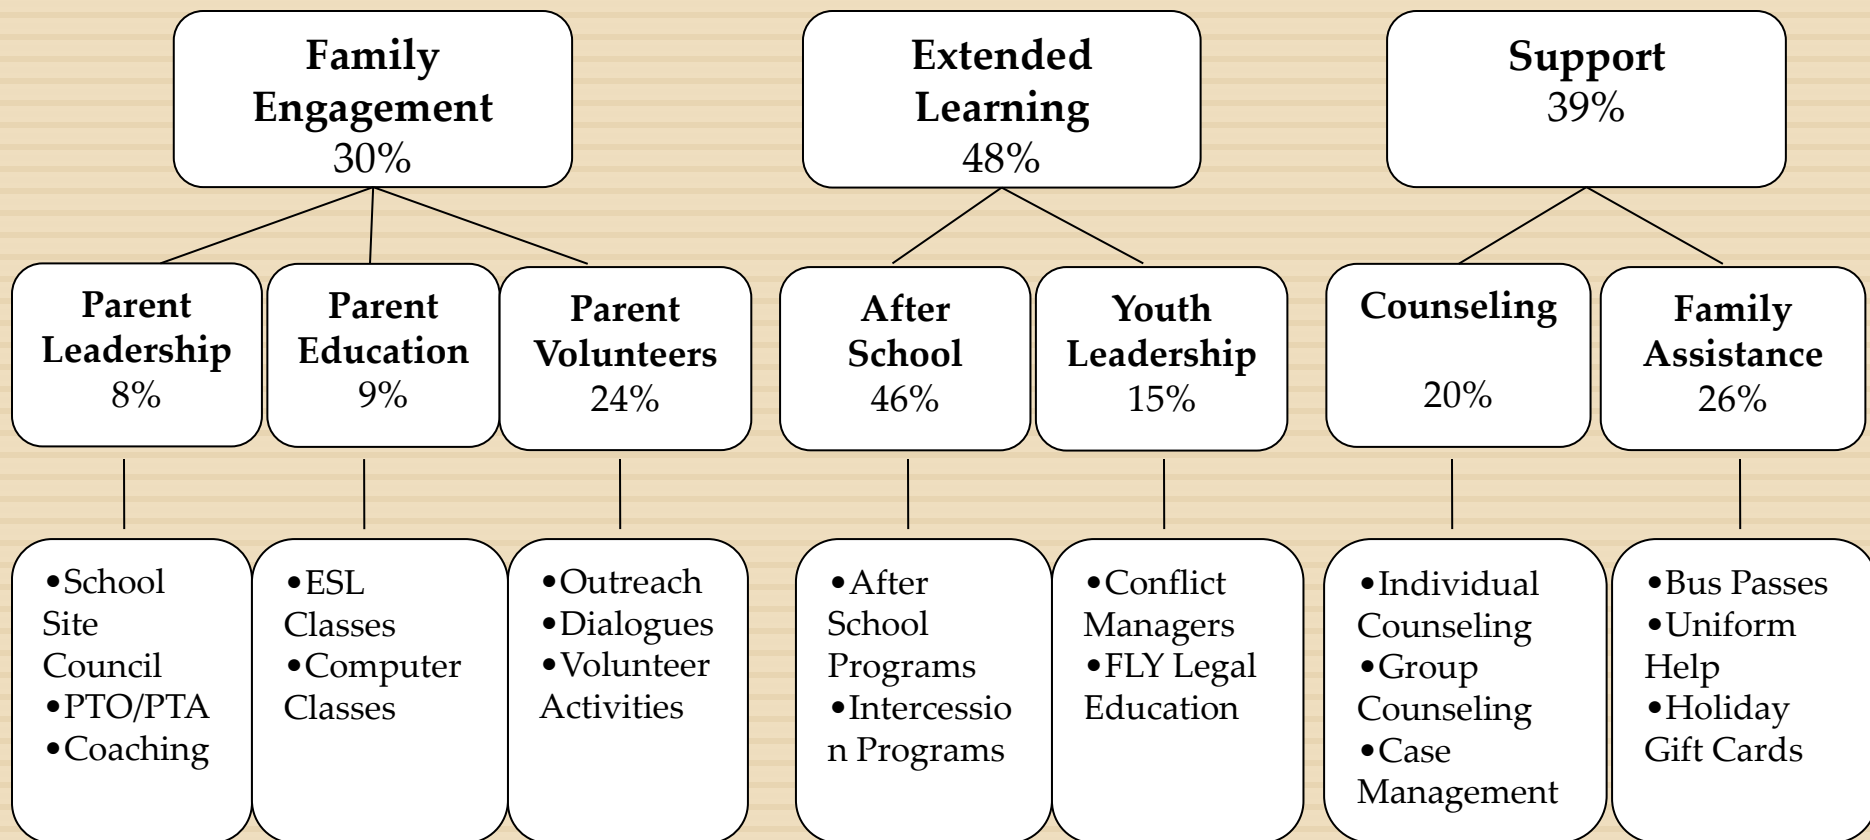 Family
Engagement
30%
Extended
Learning
48%
Support
39%
Parent
Leadership
8%
Parent
Education
9%
Parent
Volunteers
24%
After
School
46%
Youth
Leadership
15%
Counseling
20%
Family
Assistance
26%
•School
Site
Council
•PTO/PTA
•Coaching
•ESL
Classes
•Computer
Classes
•Outreach
•Dialogues
•Volunteer
Activities
•After
School
Programs
•Intercessio
n Programs
•Conflict
Managers
•FLY Legal
Education
•Individual
Counseling
•Group
Counseling
•Case
Management
•Bus Passes
•Uniform
Help
•Holiday
Gift Cards